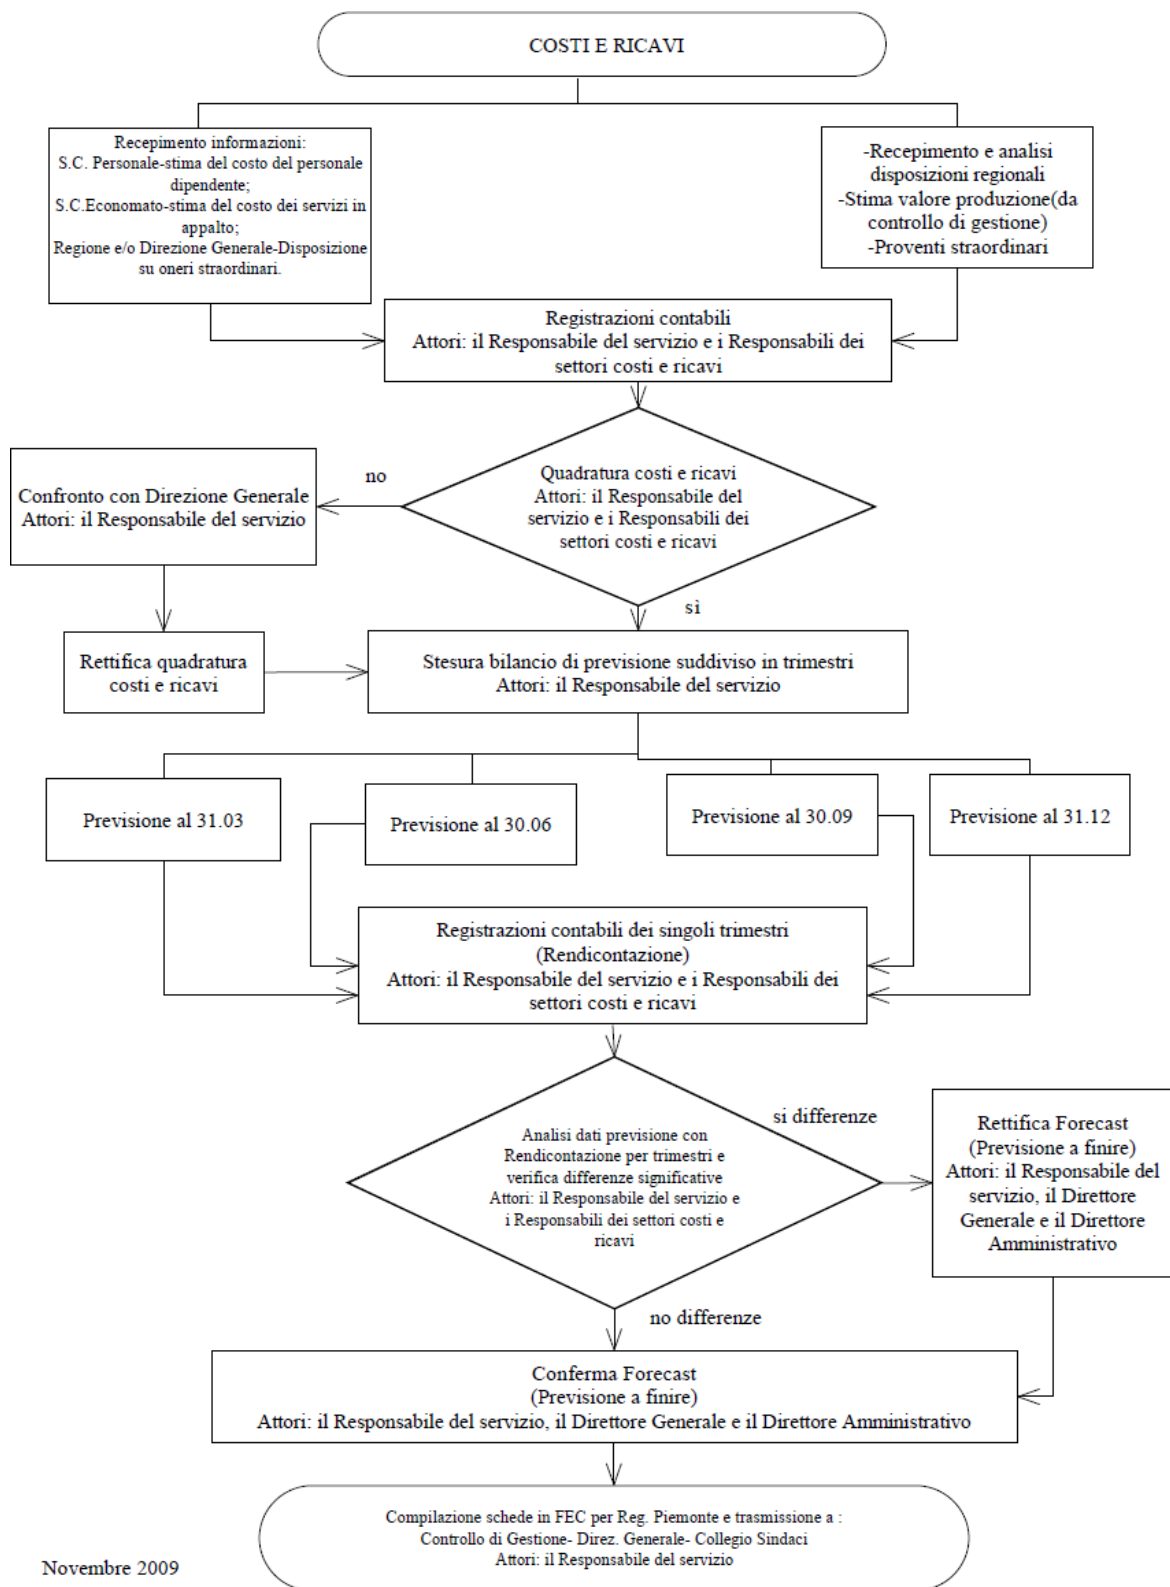 COSTI E RICAVI
Recepimento informazioni:
S.C. Personale-stima del costo del personale
dipendente;
S.C.Economato-stima del costo dei servizi in
appalto;
Regione e/o Direzione Generale-Disposizione
su oneri straordinari.
-Recepimento e analisi
disposizioni regionali
-Stima valore produzione(da
controllo di gestione)
-Proventi straordinari
Registrazioni contabili
Attori: il Responsabile del servizio e i Responsabili dei
settori costi e ricavi
Quadratura costi e ricavi
Attori: il Responsabile del
servizio e i Responsabili dei
settori costi e ricavi
no
Confronto con Direzione Generale
Attori: il Responsabile del servizio
sì
Rettifica quadratura
costi e ricavi
Stesura bilancio di previsione suddiviso in trimestri
Attori: il Responsabile del servizio
Previsione al 31.03
Previsione al 30.06
Previsione al 30.09
Previsione al 31.12
Registrazioni contabili dei singoli trimestri
(Rendicontazione)
Attori: il Responsabile del servizio e i Responsabili dei
settori costi e ricavi
Analisi dati previsione con
Rendicontazione per trimestri e
verifica differenze significative
Attori: il Responsabile del servizio e
i Responsabili dei settori costi e
ricavi
si differenze
Rettifica Forecast
(Previsione a finire)
Attori: il Responsabile del
servizio, il Direttore
Generale e il Direttore
Amministrativo
no differenze
Conferma Forecast
(Previsione a finire)
Attori: il Responsabile del servizio, il Direttore Generale e il Direttore Amministrativo
Compilazione schede in FEC per Reg. Piemonte e trasmissione a :
Controllo di Gestione- Direz. Generale- Collegio Sindaci
Attori: il Responsabile del servizio
Novembre 2009